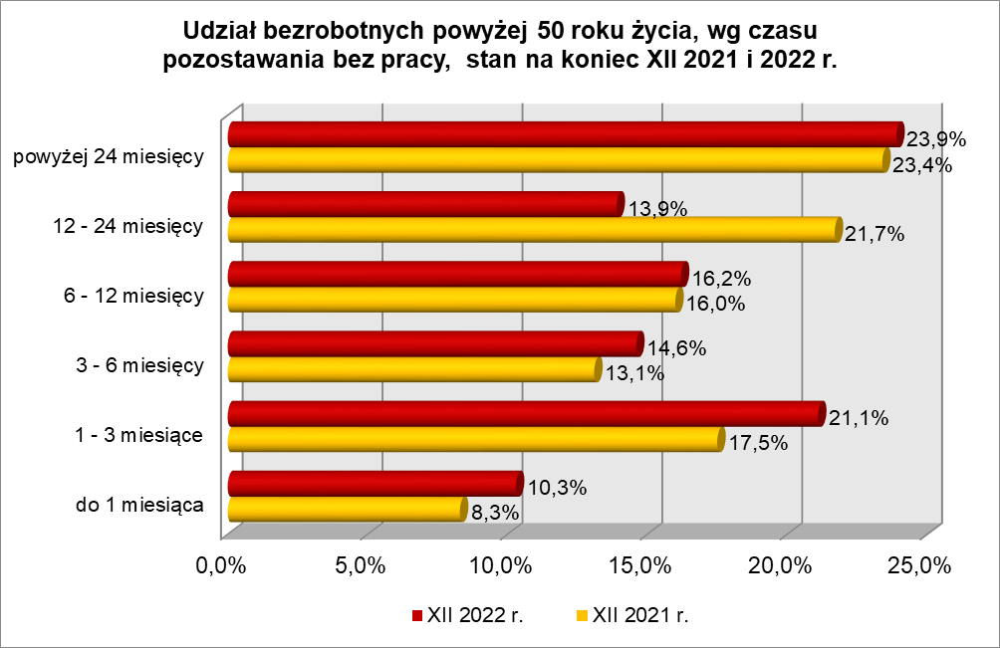 Udział bezrobotnych powyżej 50 roku życia, wg czasu
pozostawania bez pracy, stan na koniec XII 2021 i 2022 r.
powyżej 24 miesięcy
23,9%
23,4%
12 - 24 miesięcy
13,9%
21,7%
6 - 12 miesięcy
16,2%
16,0%
3 - 6 miesięcy
14,6%
13,1%
1 - 3 miesiące
21,1%
17,5%
do 1 miesiąca
10,3%
8,3%
0,0% 5,0% 10,0% 15,0% 20,0% 25,0%
XII 2022 r. XII 2021 r.